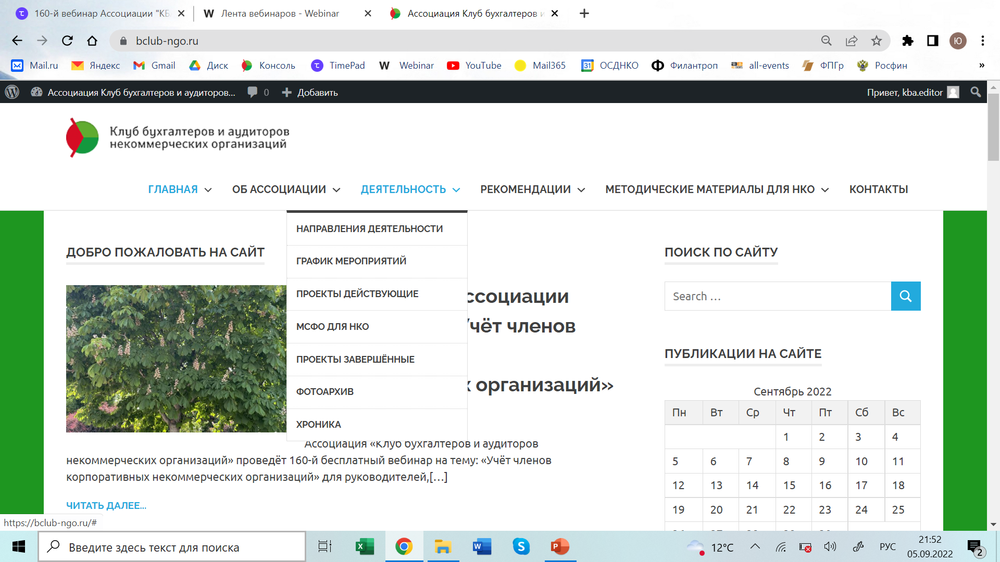 160-й вебинар Ассоциации "КБ
Лента вебинаров - Webinar
Ассоциация Клуб бухгалтеров и
bclub-ngo.ru
Ю
Mail.ru
Яндекс
Gmail
Диск
Консоль
TimePad
Webinar
YouTube
Mail365
31
ОСДНКО
Филантроп
all-events
ФПГр
Росфин
»
Ассоциация Клуб бухгалтеров и аудиторов...
0
Добавить
Привет, kba.editor
Клуб бухгалтеров и аудиторов
некоммерческих организаций
ГЛАВНАЯ
ОБ АССОЦИАЦИИ
ДЕЯТЕЛЬНОСТЬ
РЕКОМЕНДАЦИИ
МЕТОДИЧЕСКИЕ МАТЕРИАЛЫ ДЛЯ НКО
КОНТАКТЫ
НАПРАВЛЕНИЯ ДЕЯТЕЛЬНОСТИ
ГРАФИК МЕРОПРИЯТИЙ
ПРОЕКТЫ ДЕЙСТВУЮЩИЕ
МСФО ДЛЯ НКО
ПРОЕКТЫ ЗАВЕРШЁННЫЕ
ФОТОАРХИВ
ХРОНИКА
ДОБРО ПОЖАЛОВАТЬ НА САЙТ
ссоциации
Учёт членов
х организаций»
Ассоциация «Клуб бухгалтеров и аудиторов
некоммерческих организаций» проведёт 160-й бесплатный вебинар на тему: «Учёт членов
корпоративных некоммерческих организаций» для руководителей,[…]
ЧИТАТЬ ДАЛЕЕ...
ПОИСК ПО САЙТУ
Search …
ПУБЛИКАЦИИ НА САЙТЕ
Сентябрь 2022
Пн Вт Ср Чт Пт Сб Вс
1 2 3 4
5 6 7 8 9 10 11
12 13 14 15 16 17 18
19 20 21 22 23 24 25
https://bclub-ngo.ru/#
Введите здесь текст для поиска
12°C
РУС
21:52
05.09.2022
2